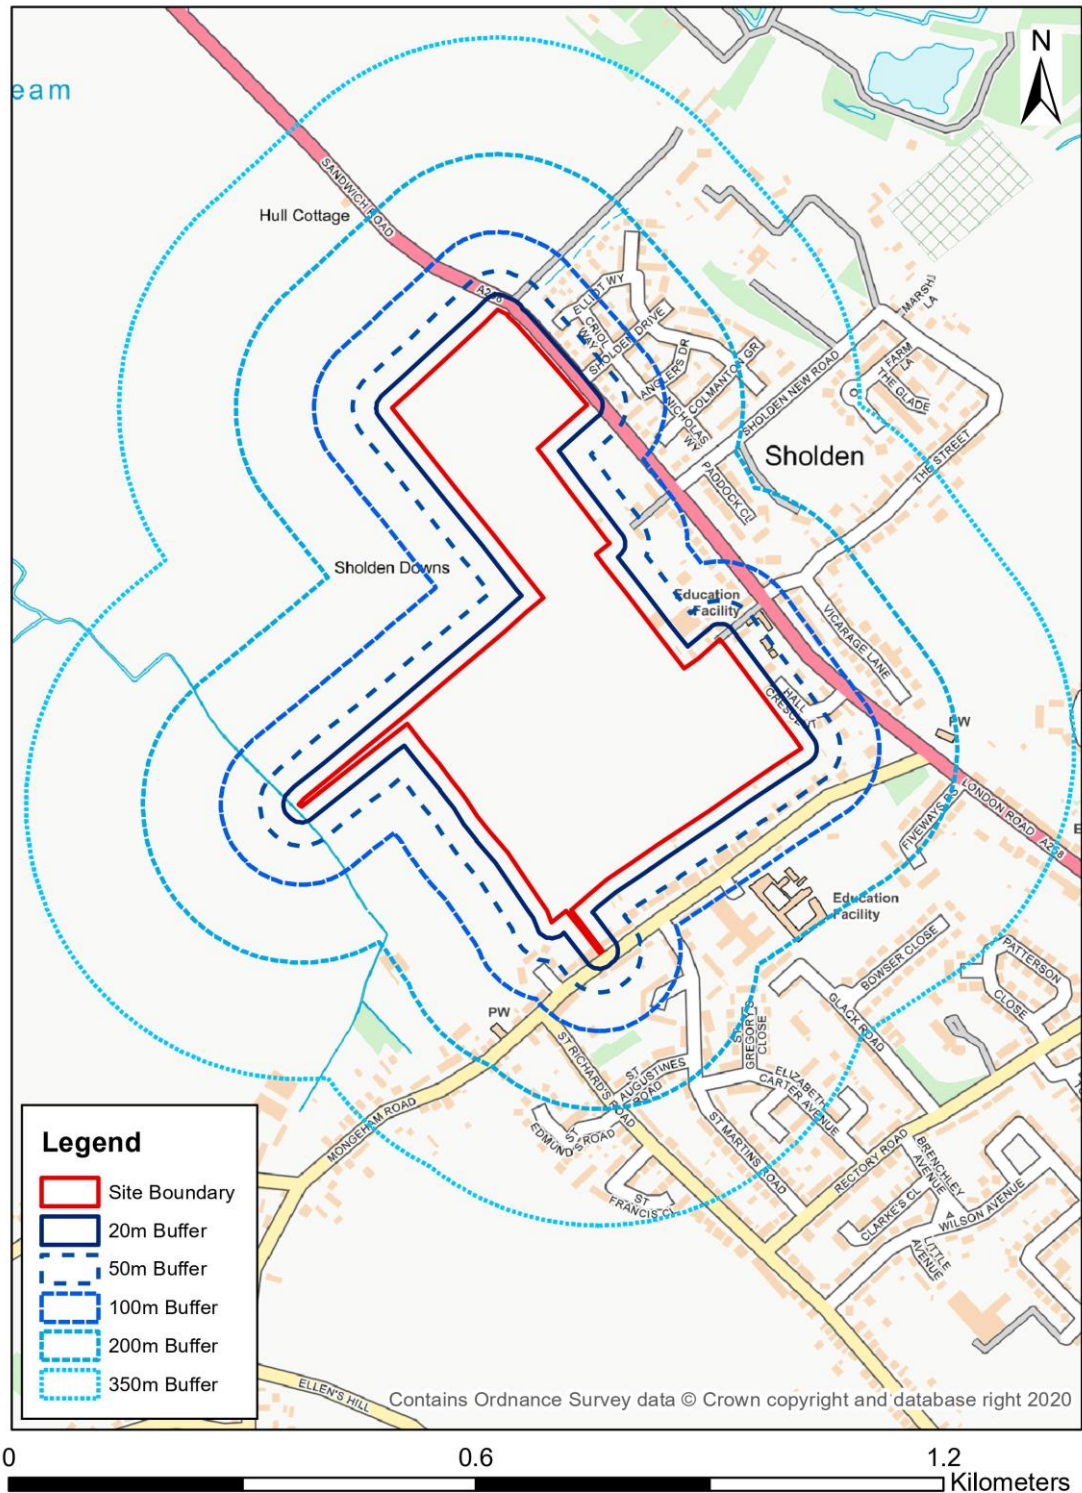 eam
N
SANDWICH ROAD
Hull Cottage
A258
ELLIOT WY
CRIOL
WAY
SHOLDEN DRIVE
ANGLER'S DR
COLMANTON GR
NICHOLAS
WY
SHOLDEN NEW ROAD
MARSH
LA
FARM
LA
THE GLADE
Sholden
THE STREET
PADDOCK CL
Sholden Downs
Education
Facility
VICARAGE LANE
HALL
CRESCENT
PW
LONDON ROAD
A258
FIVEWAYS RS
Education
Facility
BOWSER CLOSE
PATTERSON
CLOSE
GLACK ROAD
PW
ST RICHARD'S ROAD
ST
AUGUSTINES
ROAD
ST
GREGORY'S
CLOSE
ELIZABETH
CARTER AVENUE
ST
EDMUND'S ROAD
ST MARTINS ROAD
ST
FRANCIS CL
MONGEHAM ROAD
RECTORY ROAD
BRENCHLEY
AVENUE
CLARKE'S CL
WILSON AVENUE
LITTLE
AVENUE
ELLEN'S HILL
Legend
Site Boundary
20m Buffer
50m Buffer
100m Buffer
200m Buffer
350m Buffer
Contains Ordnance Survey data © Crown copyright and database right 2020
0
0.6
1.2
Kilometers